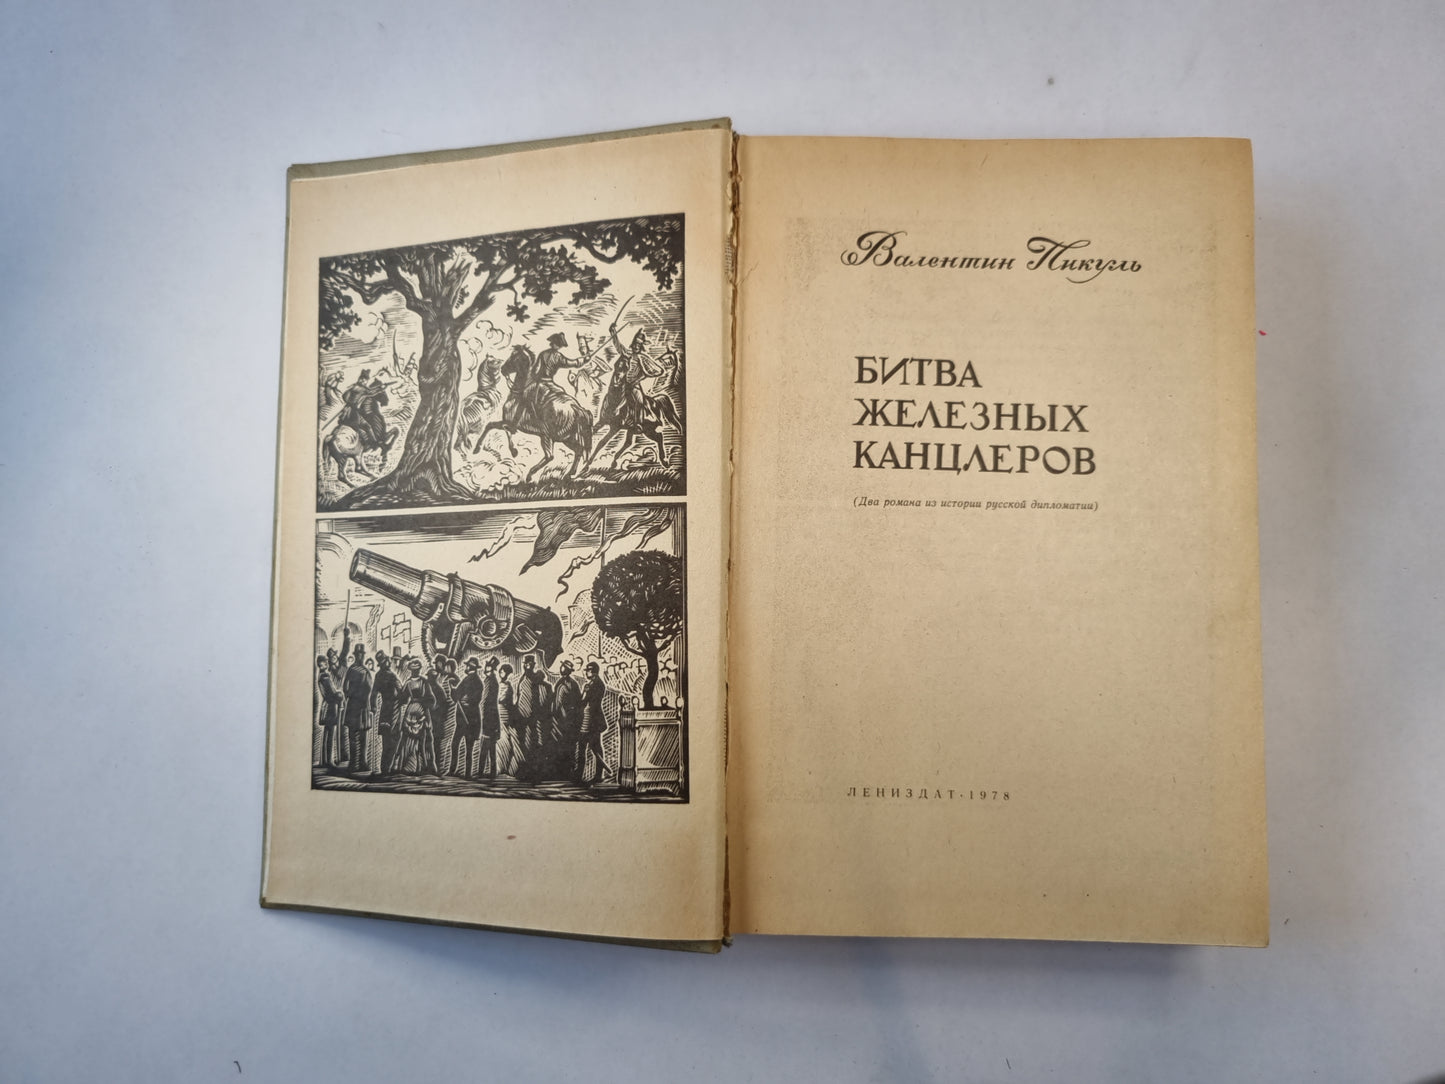 Валентин Пикуль
БИТВА
ЖЕЛЕЗНЫХ
КАНЦЛЕРОВ
(Два романа из истории русской дипломатии)
ЛЕНИЗДАТ · 1978